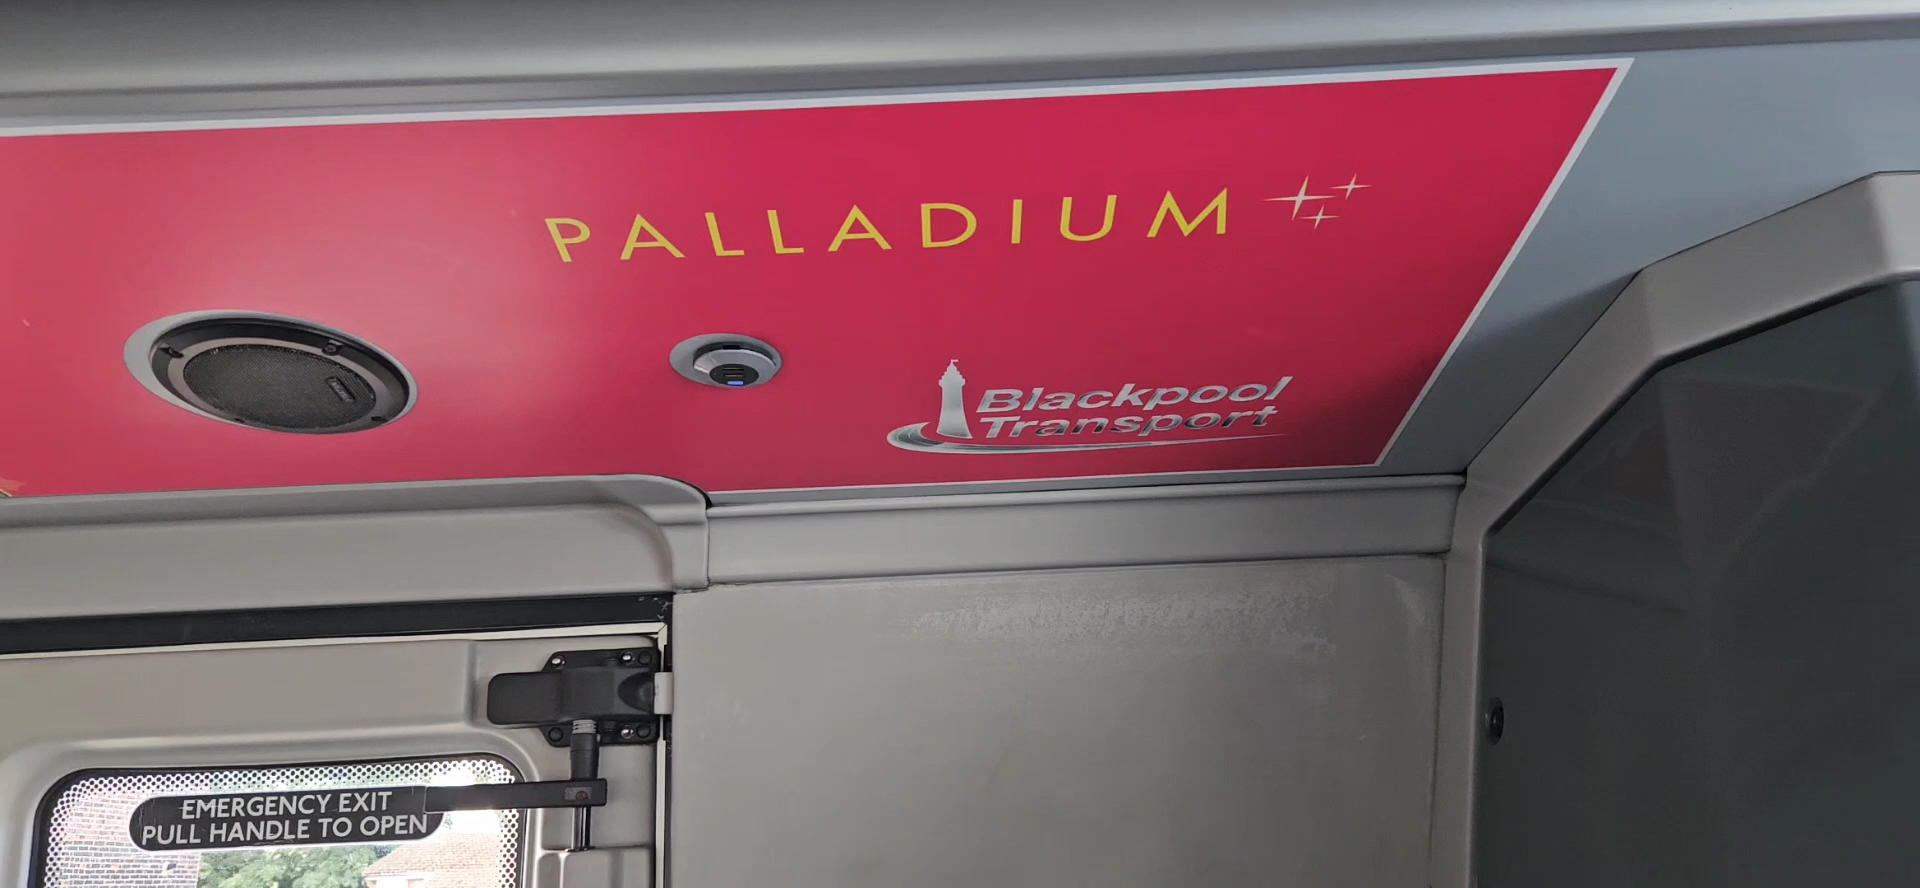 PALLADIUM
Blackpool
Transport
EMERGENCY EXIT
PULL HANDLE TO OPEN